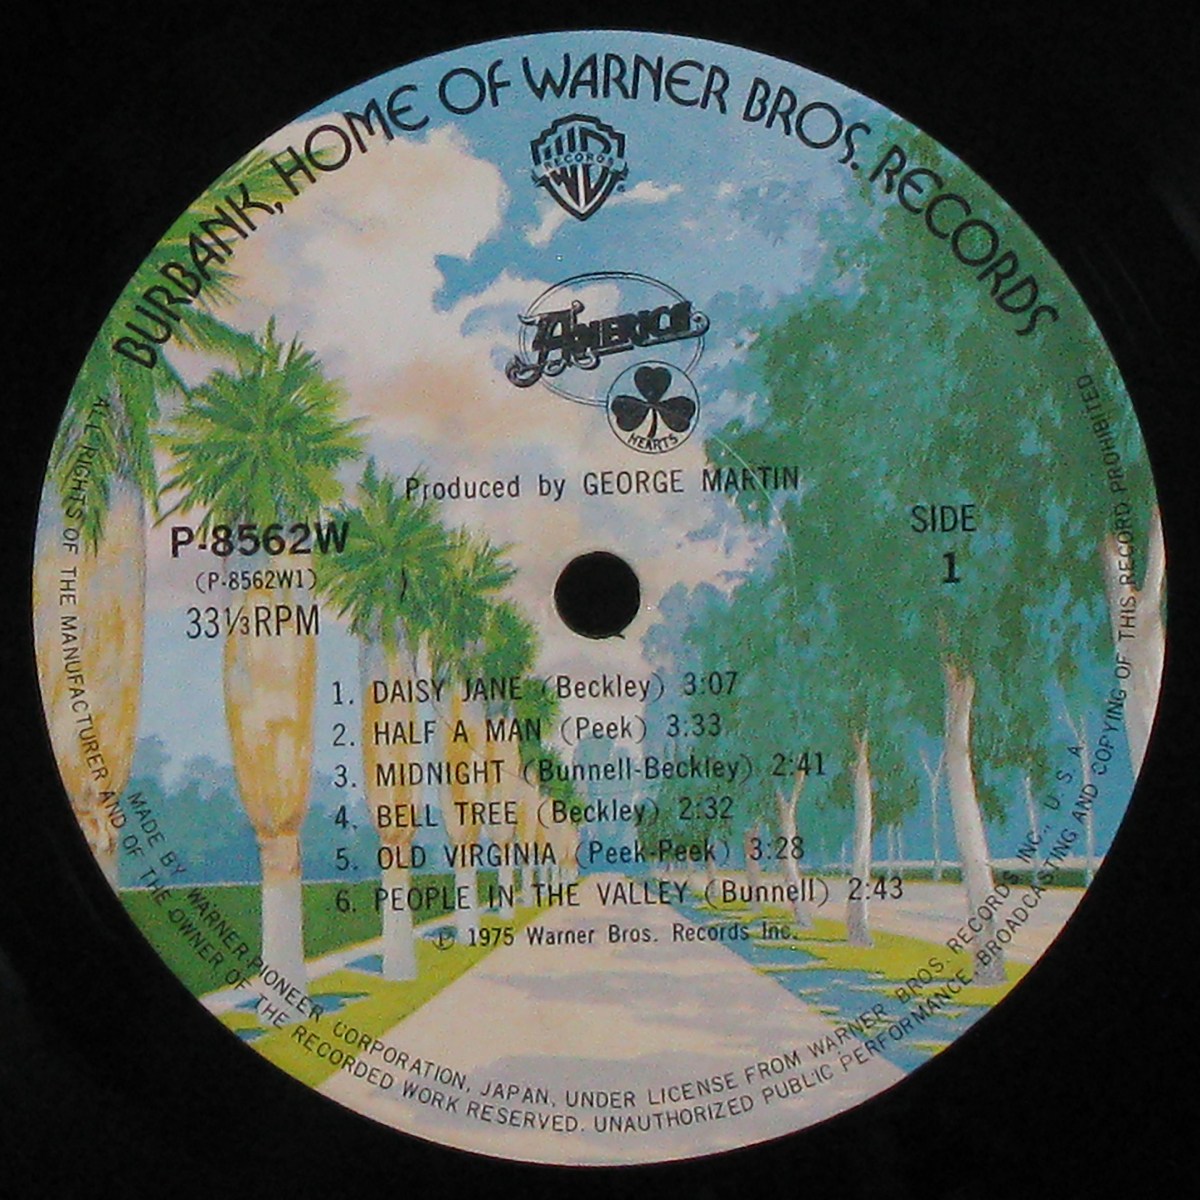 BURBANK, HOME OF WARNER BROS. RECORDS
WB
RECORDS
AMERICA
HEARTS
Produced by GEORGE MARTIN
P-8562W
(P-8562W1)
33⅓RPM
SIDE
1
1. DAISY JANE (Beckley) 3:07
2. HALF A MAN (Peek) 3:33
3. MIDNIGHT (Bunnell-Beckley) 2:41
4. BELL TREE (Beckley) 2:32
5. OLD VIRGINIA (Peek-Peek) 3:28
6. PEOPLE IN THE VALLEY (Bunnell) 2:43
℗ 1975 Warner Bros. Records Inc.
MADE BY WARNER-PIONEER CORPORATION, JAPAN, UNDER LICENSE FROM WARNER BROS. RECORDS INC., U. S. A.
ALL RIGHTS OF THE MANUFACTURER AND OF THE OWNER OF THE RECORDED WORK RESERVED. UNAUTHORIZED PUBLIC PERFORMANCE, BROADCASTING AND COPYING OF THIS RECORD PROHIBITED